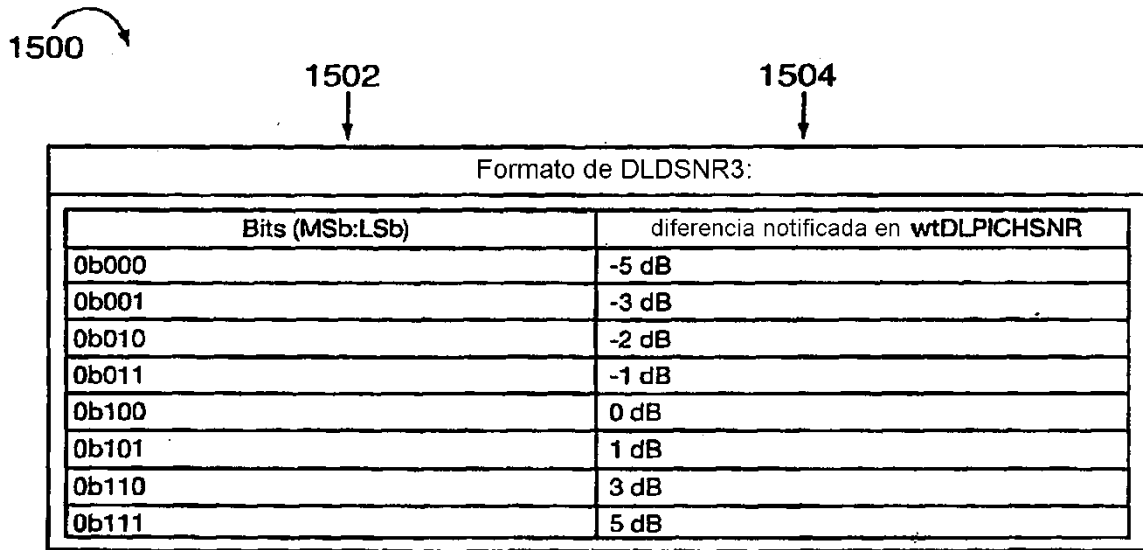 1500
1502 1504
Formato de DLDSNR3:
Bits (MSb:LSb) diferencia notificada en wtDLPICHSNR
0b000 -5 dB
0b001 -3 dB
0b010 -2 dB
0b011 -1 dB
0b100 0 dB
0b101 1 dB
0b110 3 dB
0b111 5 dB